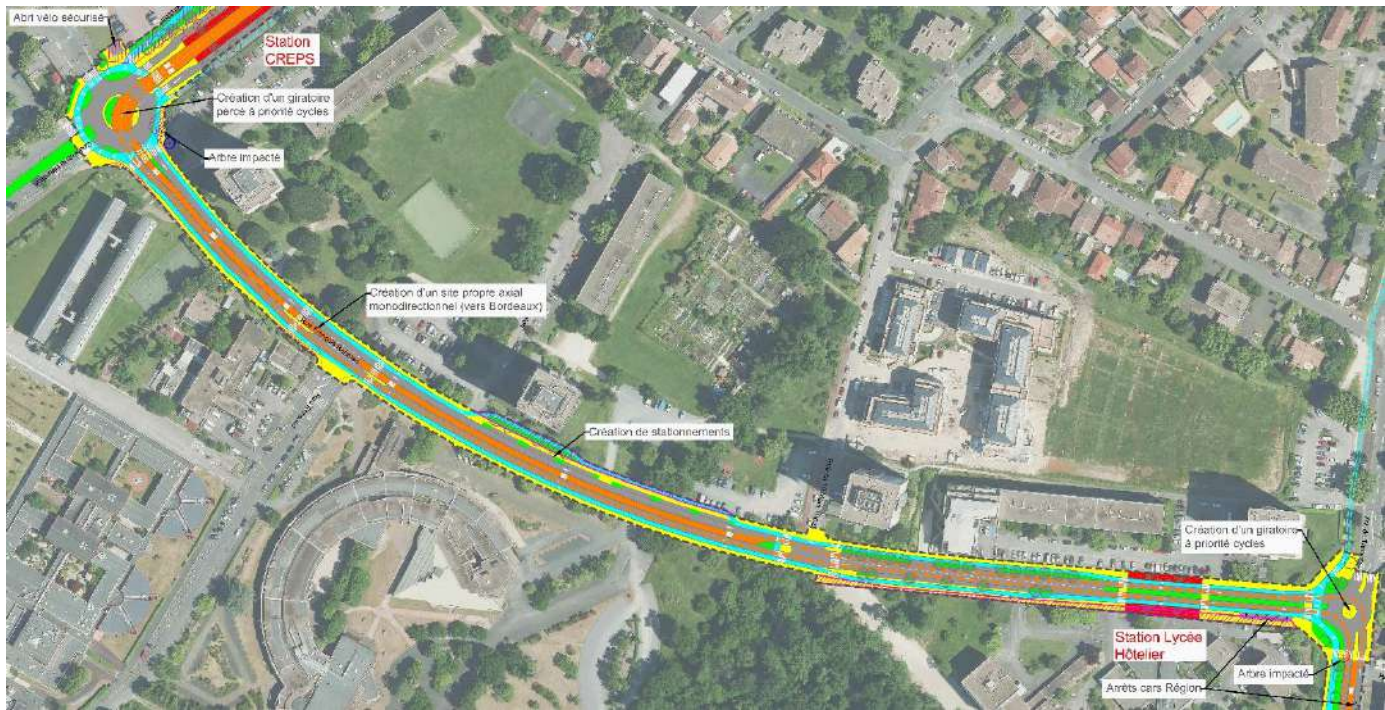 Abri vélo sécurisé
Station
CREPS
Création d'un giratoire
percé à priorité cycles
Arbre impacté
Création d'un site propre axial
monodirectionnel (vers Bordeaux)
Création de stationnements
Création d'un giratoire
à priorité cycles
Station Lycée
Hôtelier
Arbre impacté
Arrêts cars Région